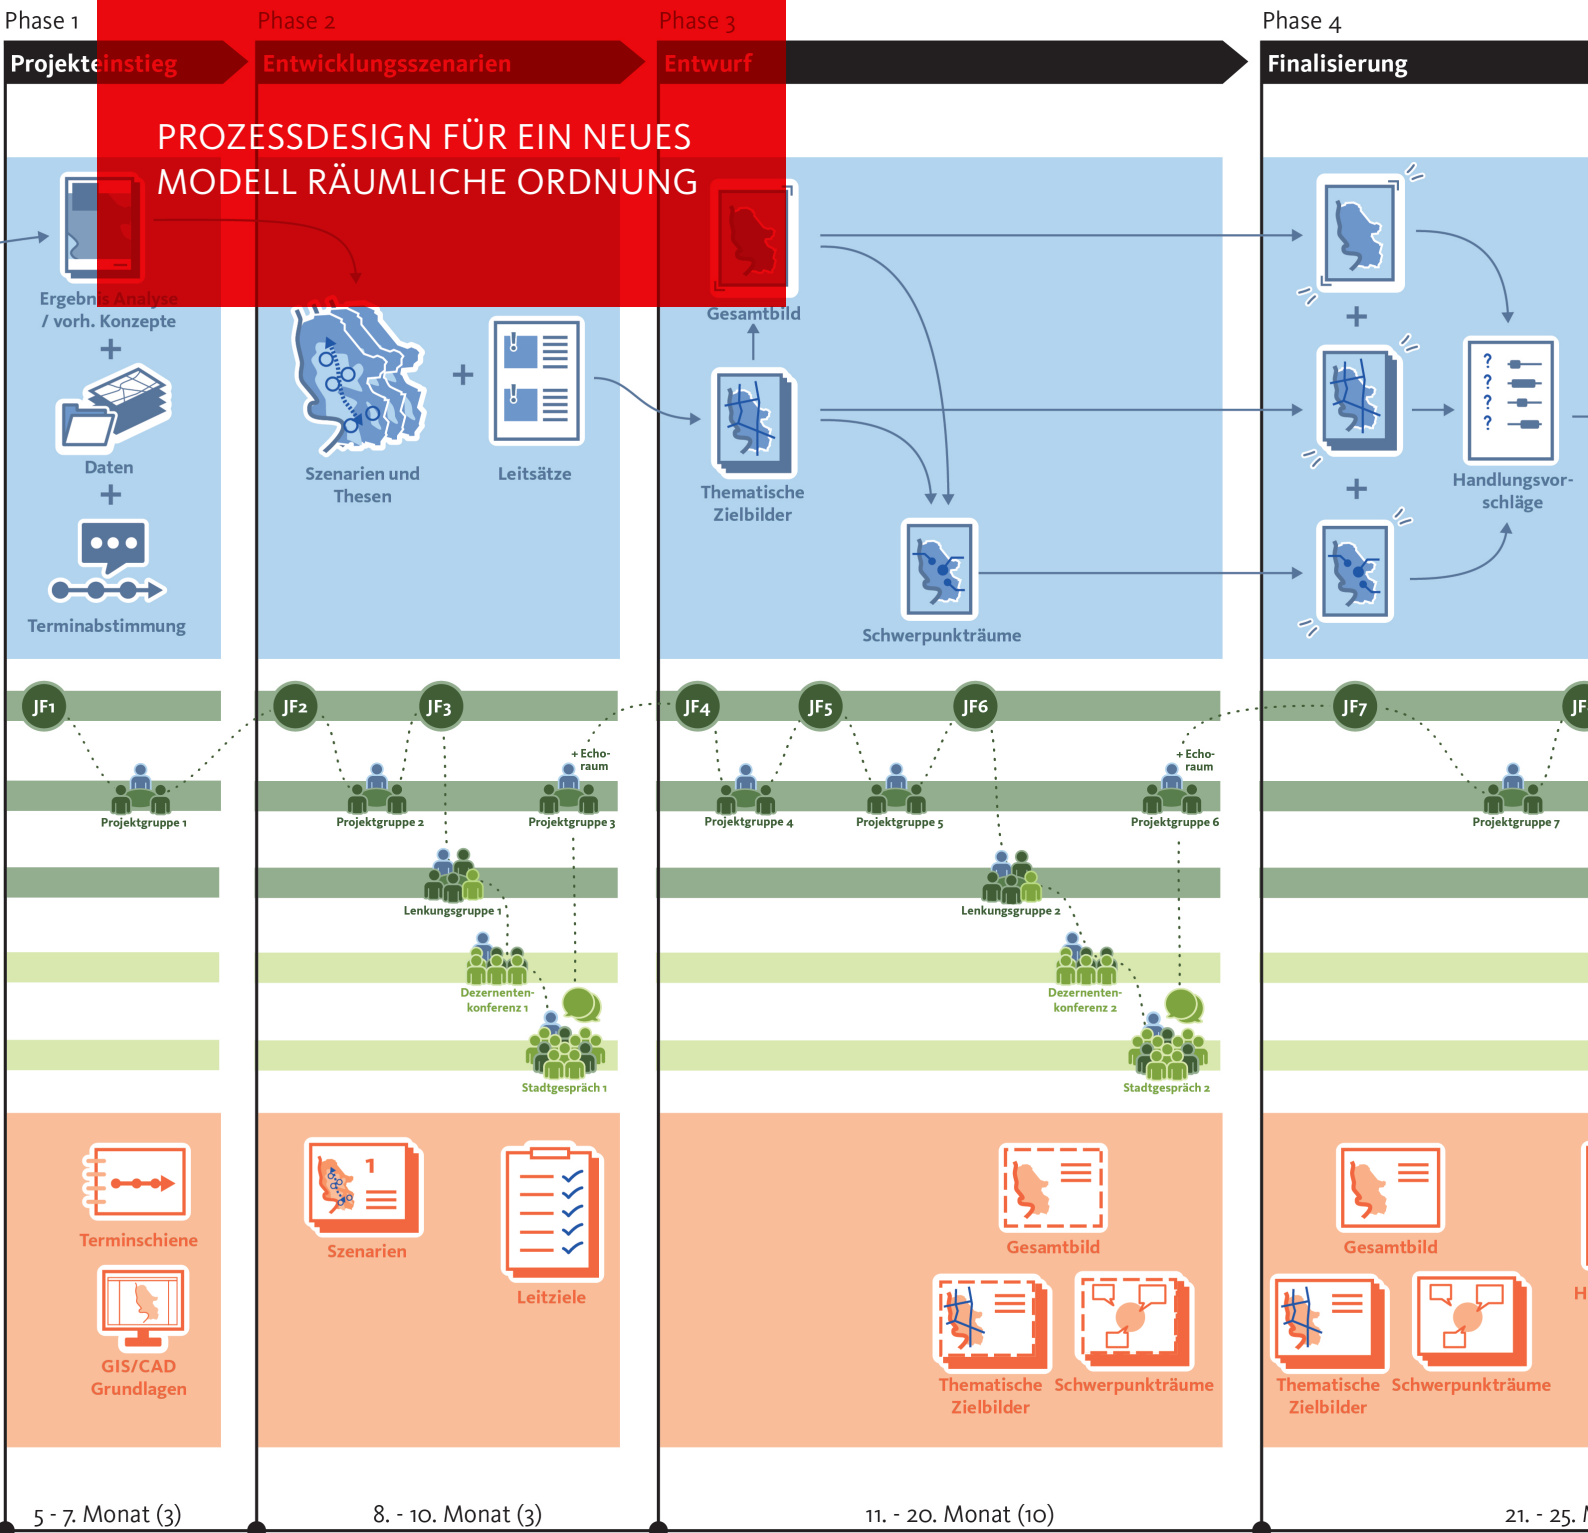 Phase 1
Phase 2
Phase 3
Phase 4
Projekteinstieg
Entwicklungsszenarien
Entwurf
Finalisierung
PROZESSDESIGN FÜR EIN NEUES
MODELL RÄUMLICHE ORDNUNG
Ergebnis Analyse
/ vorh. Konzepte
+
Daten
+
Terminabstimmung
Szenarien und
Thesen
+
Leitsätze
Gesamtbild
Thematische
Zielbilder
Schwerpunkträume
+
+
? 
?
?
?
Handlungsvor-
schläge
JF1
JF2
JF3
JF4
JF5
JF6
JF7
JF
+ Echo-
raum
+ Echo-
raum
Projektgruppe 1
Projektgruppe 2
Projektgruppe 3
Projektgruppe 4
Projektgruppe 5
Projektgruppe 6
Projektgruppe 7
Lenkungsgruppe 1
Lenkungsgruppe 2
Dezernenten-
konferenz 1
Dezernenten-
konferenz 2
Stadtgespräch 1
Stadtgespräch 2
Terminschiene
GIS/CAD
Grundlagen
1
Szenarien
Leitziele
Gesamtbild
Thematische
Zielbilder
Schwerpunkträume
Gesamtbild
Thematische
Zielbilder
Schwerpunkträume
H
5 - 7. Monat (3)
8. - 10. Monat (3)
11. - 20. Monat (10)
21. - 25.